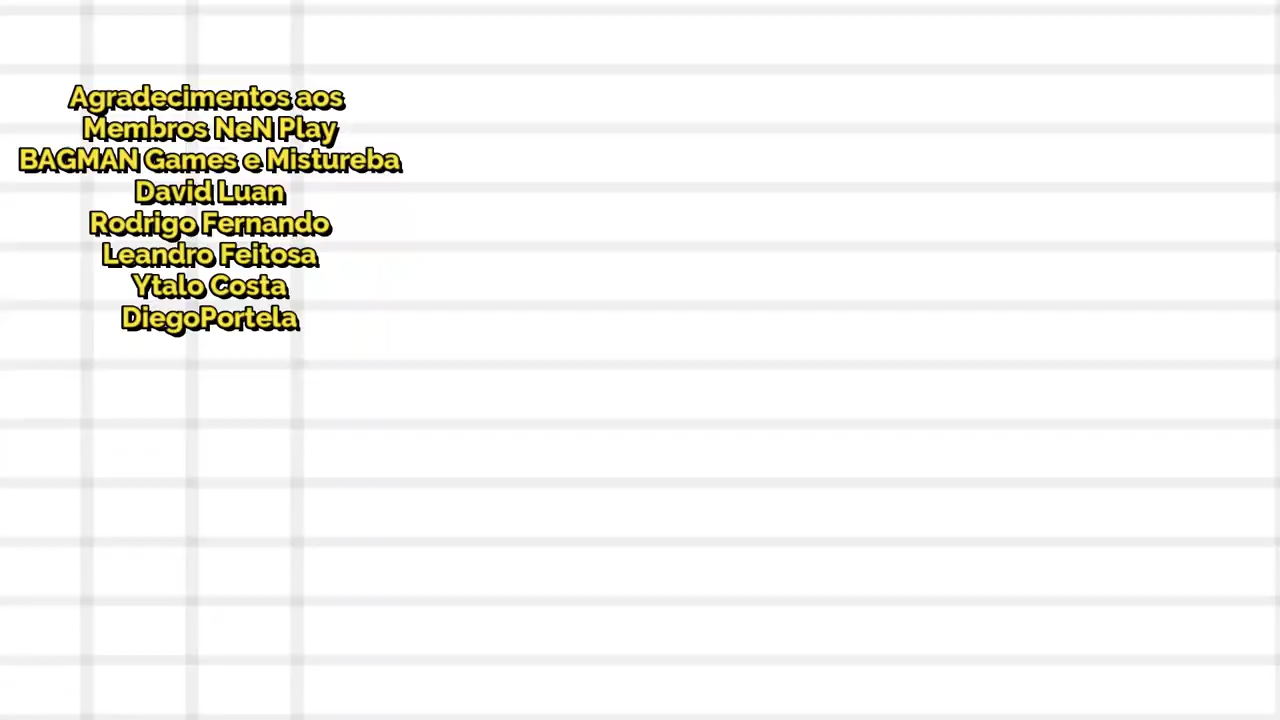 Agradecimentos aos
Membros NeN Play
BAGMAN Games e Mistureba
David Luan
Rodrigo Fernando
Leandro Feitosa
Ytalo Costa
DiegoPortela